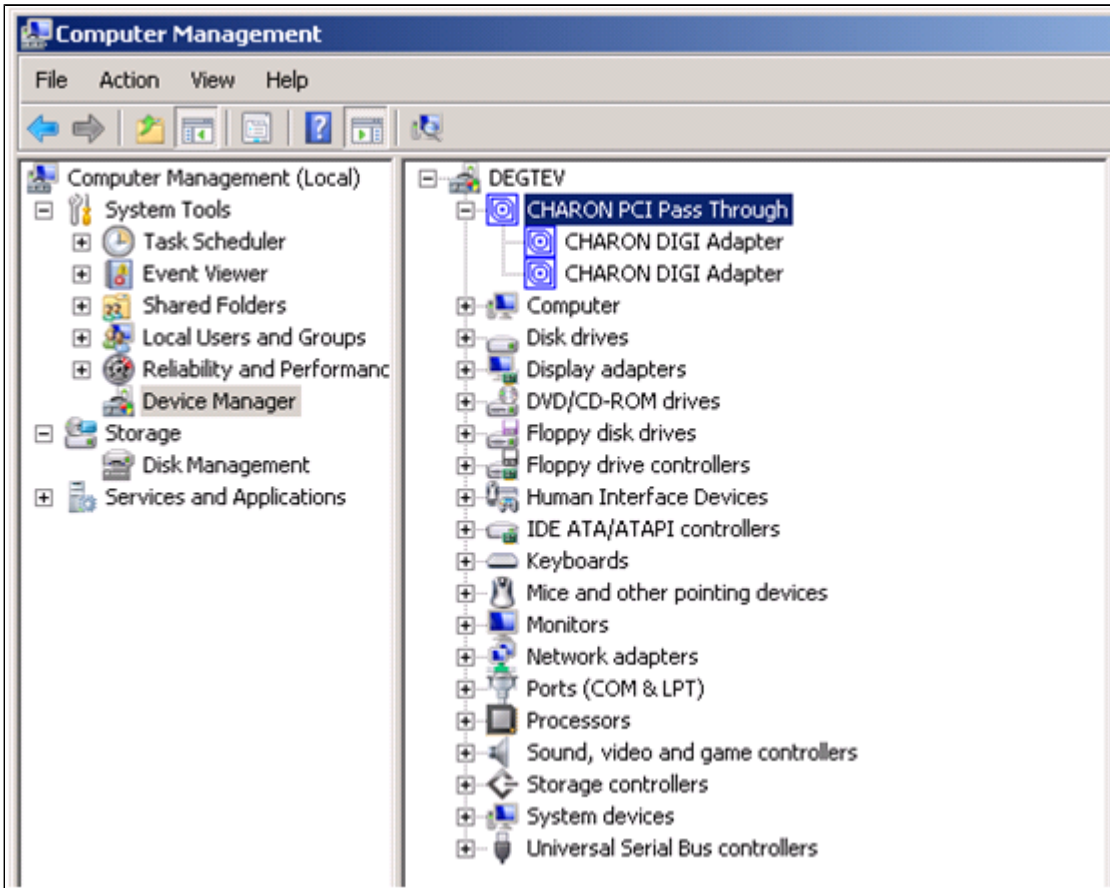 Computer Management
File Action View Help
Computer Management (Local)
System Tools
Task Scheduler
Event Viewer
Shared Folders
Local Users and Groups
Reliability and Performanc
Device Manager
Storage
Disk Management
Services and Applications
DEGTEV
CHARON PCI Pass Through
CHARON DIGI Adapter
CHARON DIGI Adapter
Computer
Disk drives
Display adapters
DVD/CD-ROM drives
Floppy disk drives
Floppy drive controllers
Human Interface Devices
IDE ATA/ATAPI controllers
Keyboards
Mice and other pointing devices
Monitors
Network adapters
Ports (COM & LPT)
Processors
Sound, video and game controllers
Storage controllers
System devices
Universal Serial Bus controllers